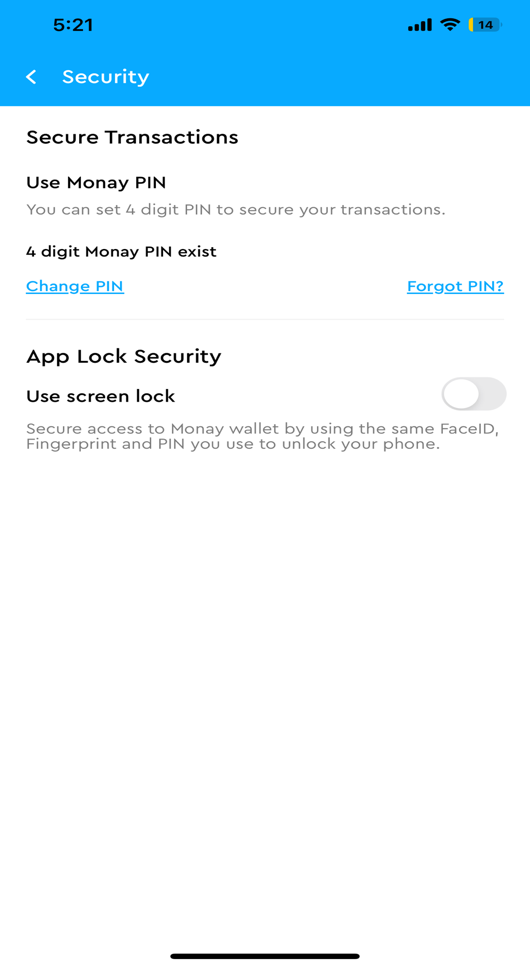 5:21
14
Security
Secure Transactions
Use Monay PIN
You can set 4 digit PIN to secure your transactions.
4 digit Monay PIN exist
Change PIN
Forgot PIN?
App Lock Security
Use screen lock
Secure access to Monay wallet by using the same FaceID,
Fingerprint and PIN you use to unlock your phone.